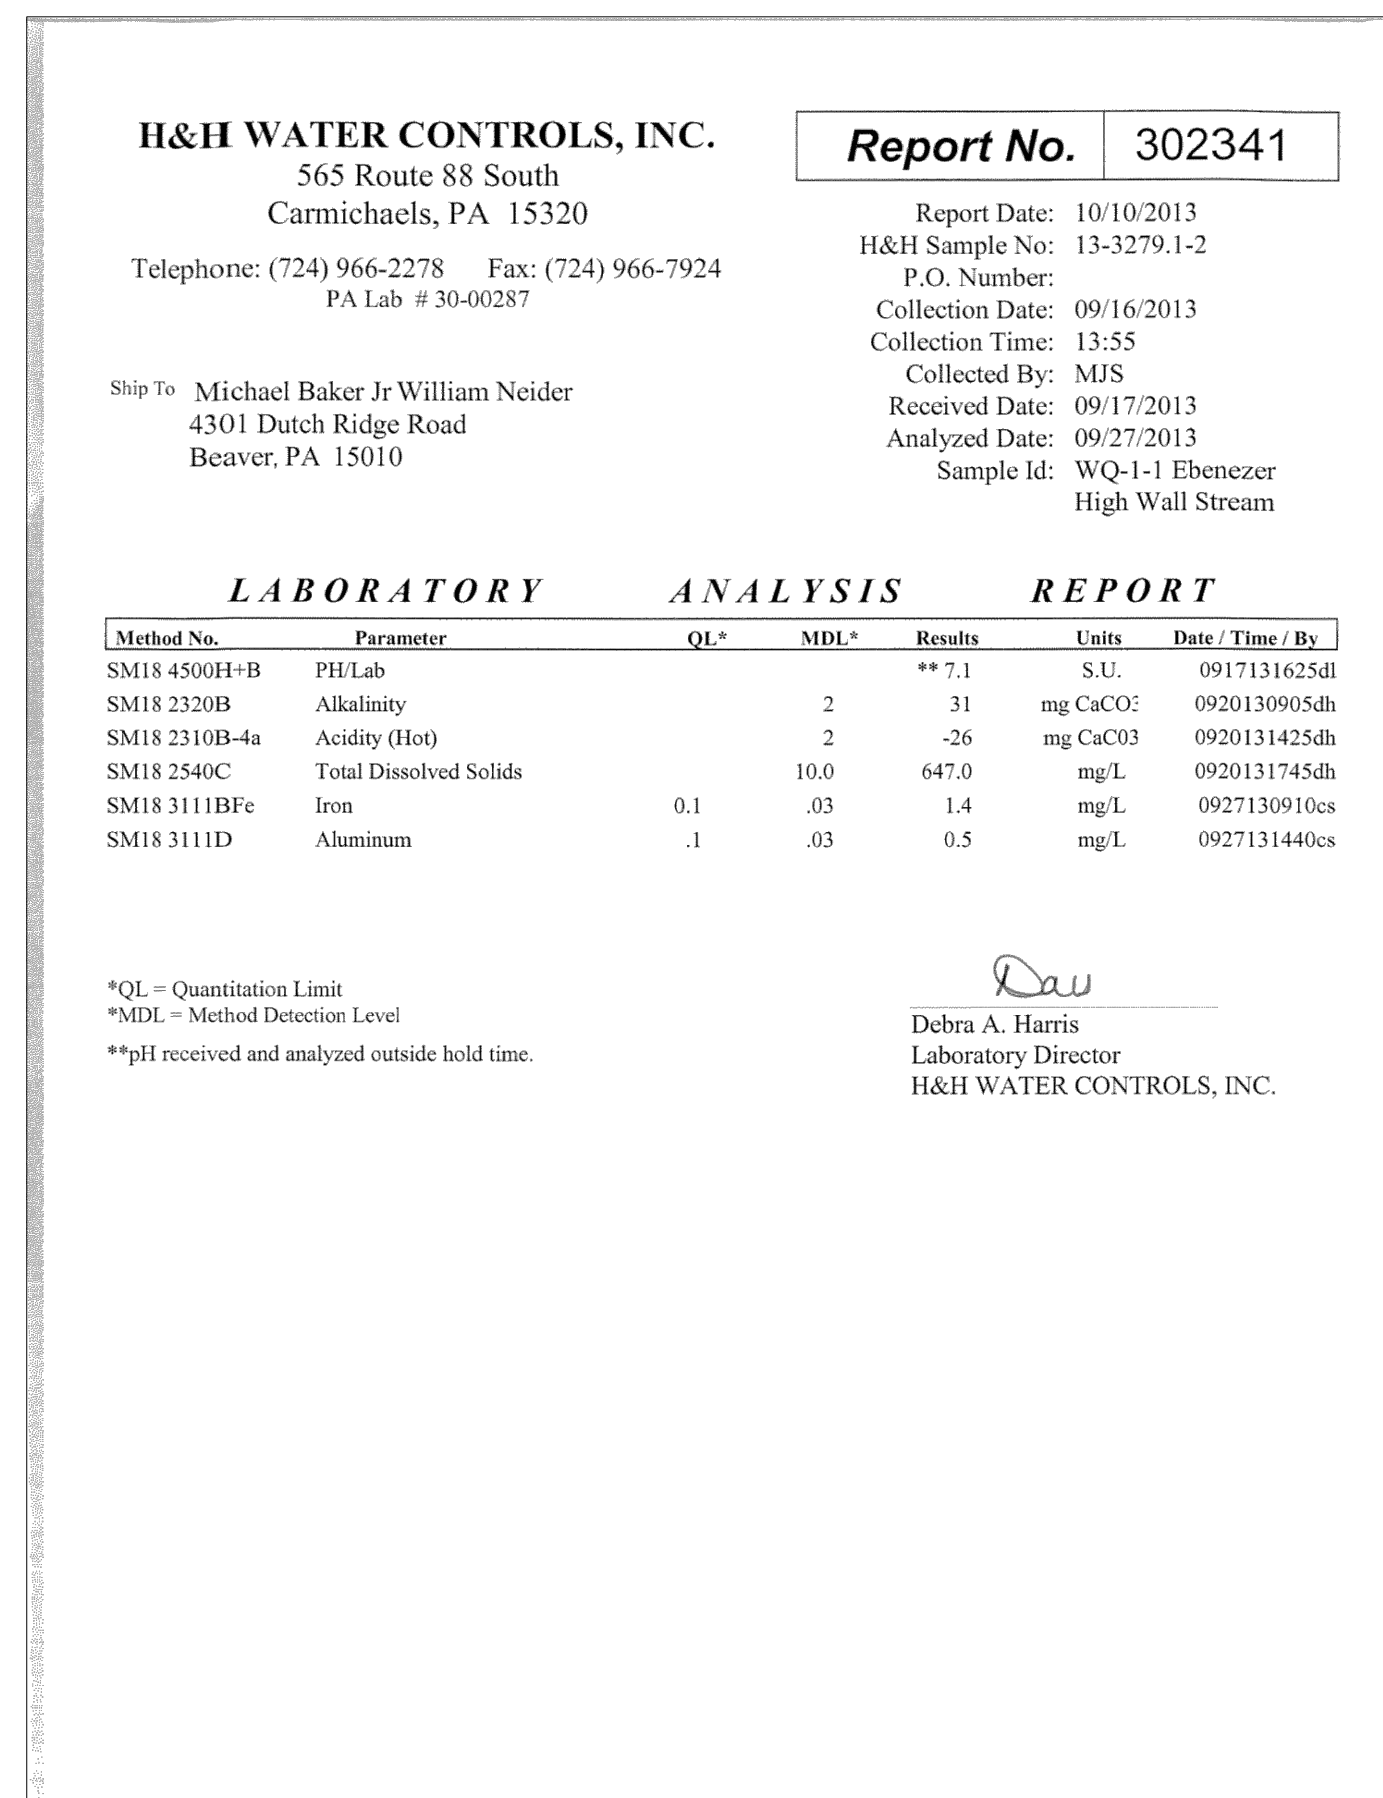 H&H WATER CONTROLS, INC.
565 Route 88 South
Carmichaels, PA 15320
Telephone: (724) 966-2278 Fax: (724) 966-7924
PA Lab # 30-00287
Ship To Michael Baker Jr William Neider
4301 Dutch Ridge Road
Beaver, PA 15010
Report No. 302341
Report Date: 10/10/2013
H&H Sample No: 13-3279.1-2
P.O. Number:
Collection Date: 09/16/2013
Collection Time: 13:55
Collected By: MJS
Received Date: 09/17/2013
Analyzed Date: 09/27/2013
Sample Id: WQ-1-1 Ebenezer
High Wall Stream
LABORATORY ANALYSIS REPORT
Method No. Parameter QL* MDL* Results Units Date / Time / By
SM18 4500H+B PH/Lab ** 7.1 S.U. 0917131625dl
SM18 2320B Alkalinity 2 31 mg CaCO3 0920130905dh
SM18 2310B-4a Acidity (Hot) 2 -26 mg CaC03 0920131425dh
SM18 2540C Total Dissolved Solids 10.0 647.0 mg/L 0920131745dh
SM18 3111BFe Iron 0.1 .03 1.4 mg/L 0927130910cs
SM18 3111D Aluminum .1 .03 0.5 mg/L 0927131440cs
*QL = Quantitation Limit
*MDL = Method Detection Level
**pH received and analyzed outside hold time.
Debra A. Harris
Laboratory Director
H&H WATER CONTROLS, INC.